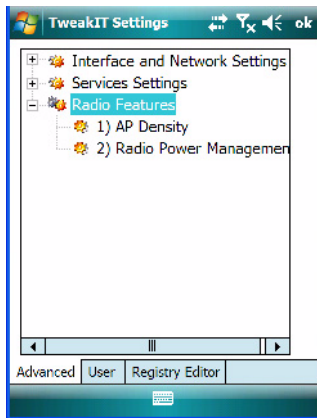 TweakIT Settings ok
Interface and Network Settings
Services Settings
Radio Features
1) AP Density
2) Radio Power Managemen
Advanced User Registry Editor